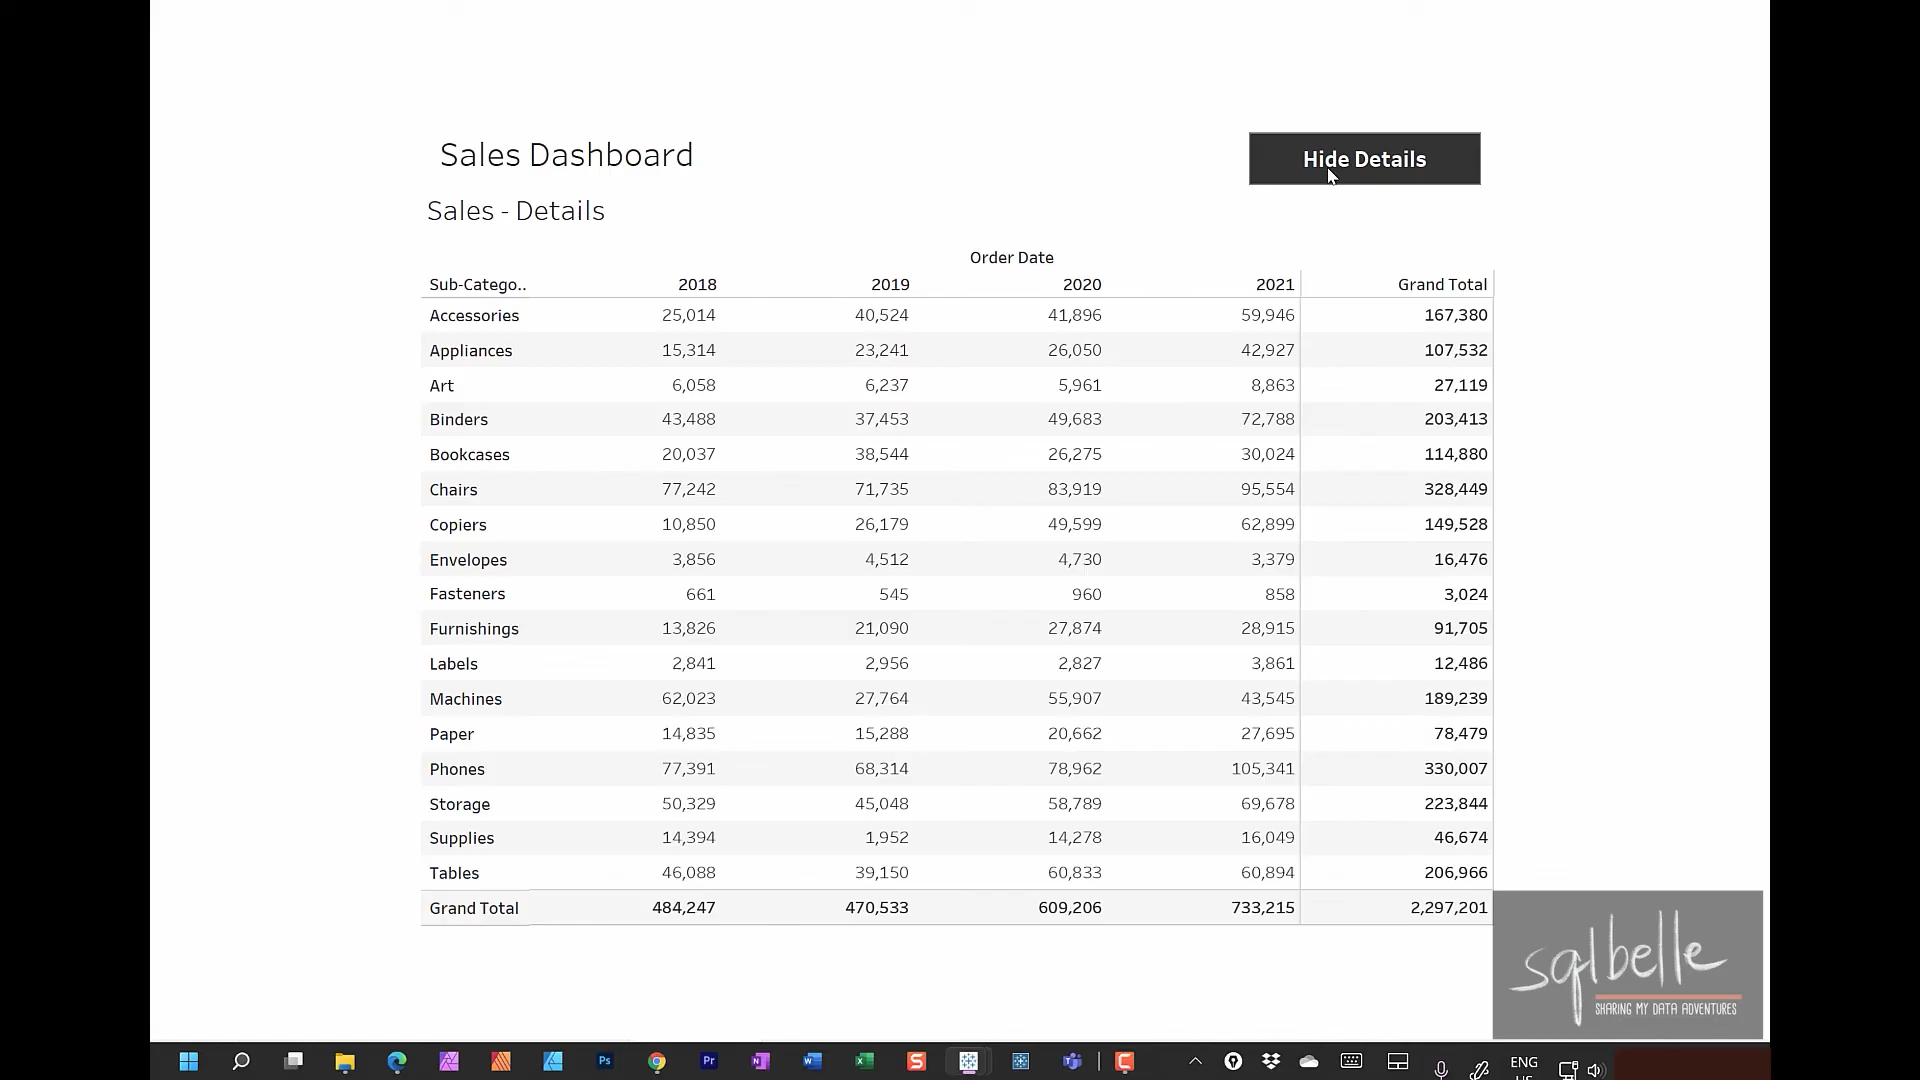 Sales Dashboard
Hide Details
Sales - Details
Order Date
Sub-Catego.. 2018 2019 2020 2021 Grand Total
Accessories 25,014 40,524 41,896 59,946 167,380
Appliances 15,314 23,241 26,050 42,927 107,532
Art 6,058 6,237 5,961 8,863 27,119
Binders 43,488 37,453 49,683 72,788 203,413
Bookcases 20,037 38,544 26,275 30,024 114,880
Chairs 77,242 71,735 83,919 95,554 328,449
Copiers 10,850 26,179 49,599 62,899 149,528
Envelopes 3,856 4,512 4,730 3,379 16,476
Fasteners 661 545 960 858 3,024
Furnishings 13,826 21,090 27,874 28,915 91,705
Labels 2,841 2,956 2,827 3,861 12,486
Machines 62,023 27,764 55,907 43,545 189,239
Paper 14,835 15,288 20,662 27,695 78,479
Phones 77,391 68,314 78,962 105,341 330,007
Storage 50,329 45,048 58,789 69,678 223,844
Supplies 14,394 1,952 14,278 16,049 46,674
Tables 46,088 39,150 60,833 60,894 206,966
Grand Total 484,247 470,533 609,206 733,215 2,297,201
sqlbelle
SHARING MY DATA ADVENTURES
Ps Pr N W X S T C ENG